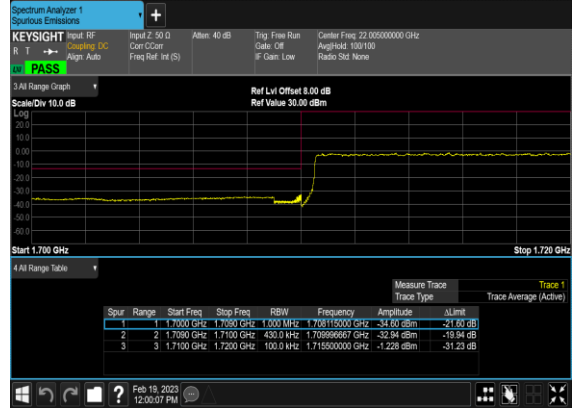 Spectrum Analyzer 1
Spurious Emissions
+
KEYSIGHT Input: RF Input Z: 50 Ω Atten: 40 dB Trig: Free Run Center Freq: 22.005000000 GHz
R T Coupling: DC Corr CCorr Gate: Off Avg|Hold: 100/100
Align: Auto Freq Ref: Int (S) IF Gain: Low Radio Std: None
PASS
3 All Range Graph
Ref Lvl Offset 8.00 dB
Scale/Div 10.0 dB Ref Value 30.00 dBm
Log
20.0
10.0
0.00
-10.0
-20.0
-30.0
-40.0
-50.0
-60.0
Start 1.700 GHz Stop 1.720 GHz
4 All Range Table
Measure Trace Trace 1
Trace Type Trace Average (Active)
Spur Range Start Freq Stop Freq RBW Frequency Amplitude ΔLimit
1 1 1.7000 GHz 1.7090 GHz 1.000 MHz 1.708115000 GHz -34.60 dBm -21.60 dB
2 2 1.7090 GHz 1.7100 GHz 430.0 kHz 1.709996667 GHz -32.94 dBm -19.94 dB
3 3 1.7100 GHz 1.7200 GHz 100.0 kHz 1.715500000 GHz -1.228 dBm -31.23 dB
? Feb 19, 2023
12:00:07 PM